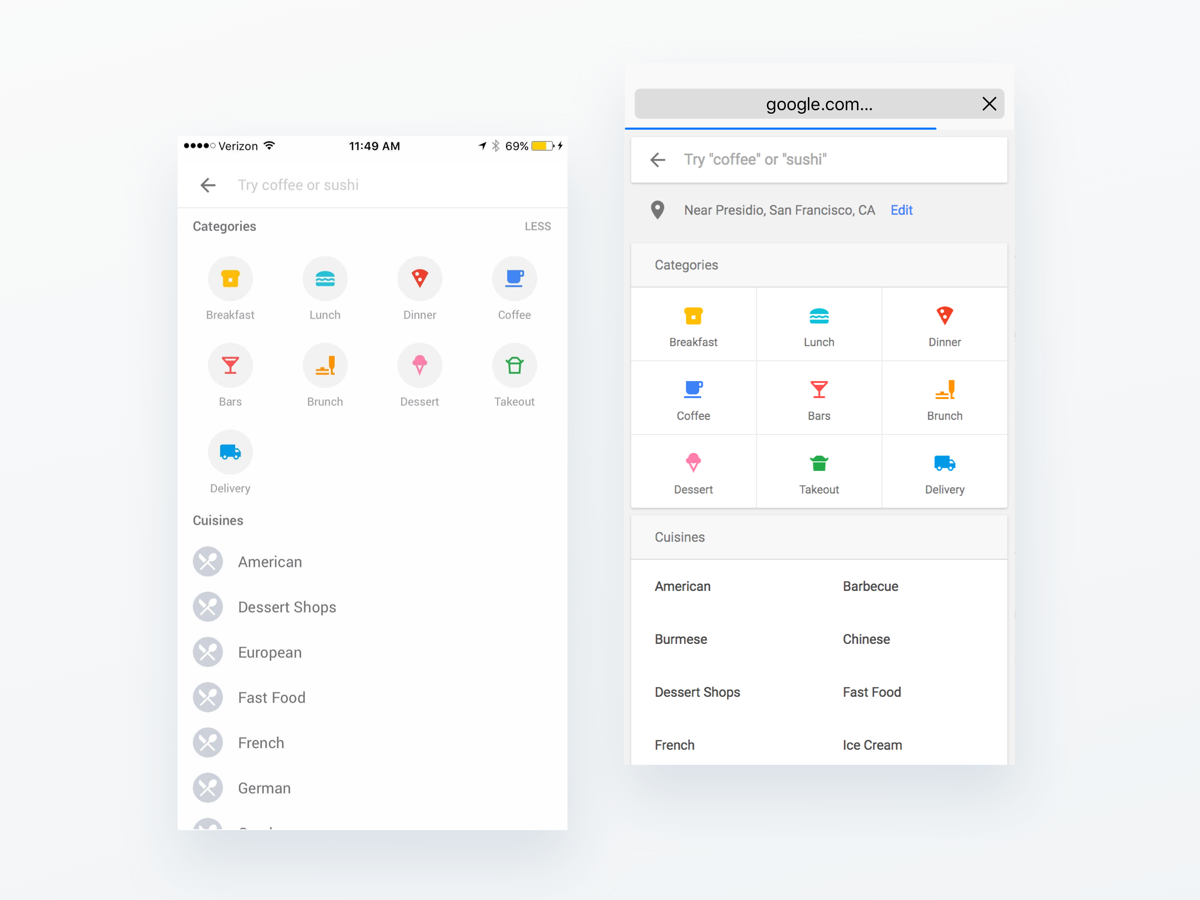 Verizon 11:49 AM 69%
Try coffee or sushi
Categories LESS
Breakfast Lunch Dinner Coffee
Bars Brunch Dessert Takeout
Delivery
Cuisines
American
Dessert Shops
European
Fast Food
French
German
google.com...
Try "coffee" or "sushi"
Near Presidio, San Francisco, CA Edit
Categories
Breakfast Lunch Dinner
Coffee Bars Brunch
Dessert Takeout Delivery
Cuisines
American Barbecue
Burmese Chinese
Dessert Shops Fast Food
French Ice Cream